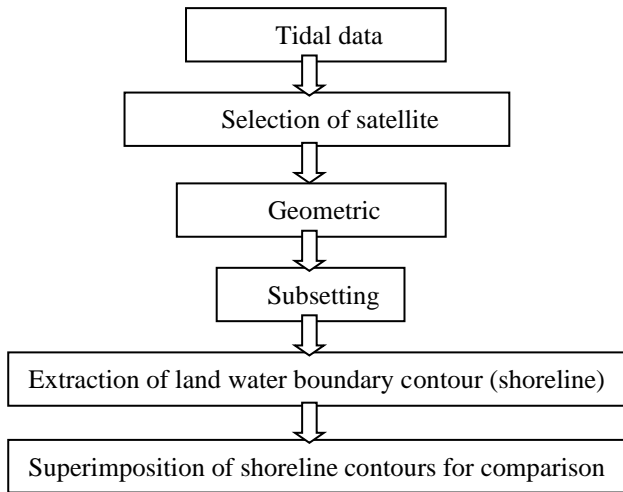 Tidal data
Selection of satellite
Geometric
Subsetting
Extraction of land water boundary contour (shoreline)
Superimposition of shoreline contours for comparison